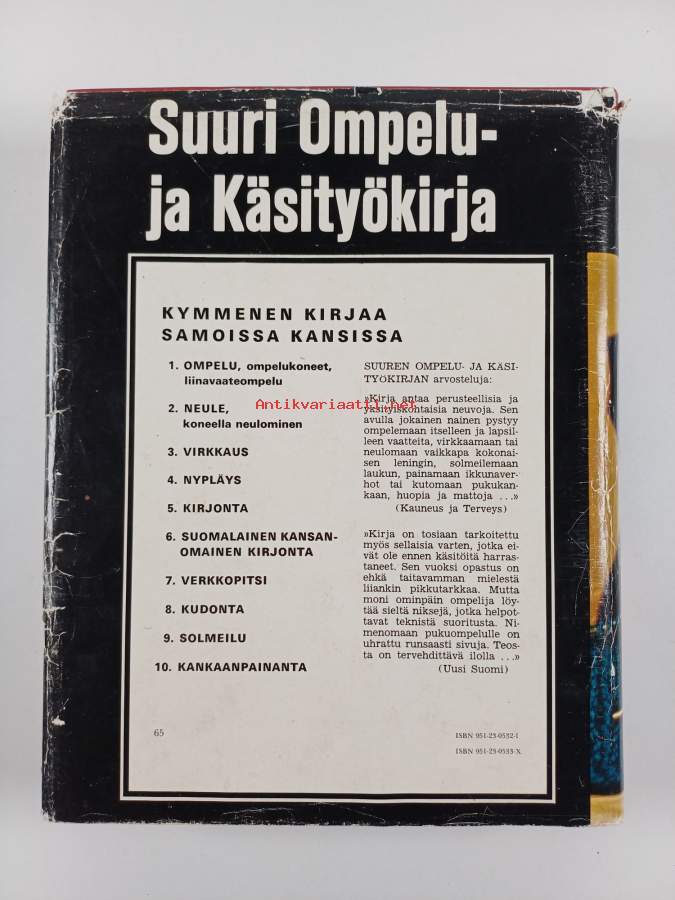 Suuri Ompelu-
ja Käsityökirja
KYMMENEN KIRJAA
SAMOISSA KANSISSA
1. OMPELU, ompelukoneet,
liinavaateompelu
2. NEULE,
koneella neulominen
3. VIRKKAUS
4. NYPLÄYS
5. KIRJONTA
6. SUOMALAINEN KANSAN-
OMAINEN KIRJONTA
7. VERKKOPITSI
8. KUDONTA
9. SOLMEILU
10. KANKAANPAINANTA
SUUREN OMPELU- JA KÄSI-
TYÖKIRJAN arvosteluja:
»Kirja antaa perusteellisia ja
yksityiskohtaisia neuvoja. Sen
avulla jokainen nainen pystyy
ompelemaan itselleen ja lapsil-
leen vaatteita, virkkaamaan tai
neulomaan vaikkapa kokonai-
sen leningin, solmeilemaan
laukun, painamaan ikkunaver-
hot tai kutomaan pukukan-
kaan, huopia ja mattoja ...»
(Kauneus ja Terveys)
»Kirja on tosiaan tarkoitettu
myös sellaisia varten, jotka ei-
vät ole ennen käsitöitä harras-
taneet. Sen vuoksi opastus on
ehkä taitavamman mielestä
liiankin pikkutarkkaa. Mutta
moni ominpäin ompelija löy-
tää sieltä niksejä, jotka helpot-
tavat teknistä suoritusta. Ni-
menomaan pukuompelulle on
uhrattu runsaasti sivuja. Teos-
ta on tervehdittävä ilolla ...»
(Uusi Suomi)
65
ISBN 951-23-0532-1
ISBN 951-23-0533-X
Antikvariaatti.net